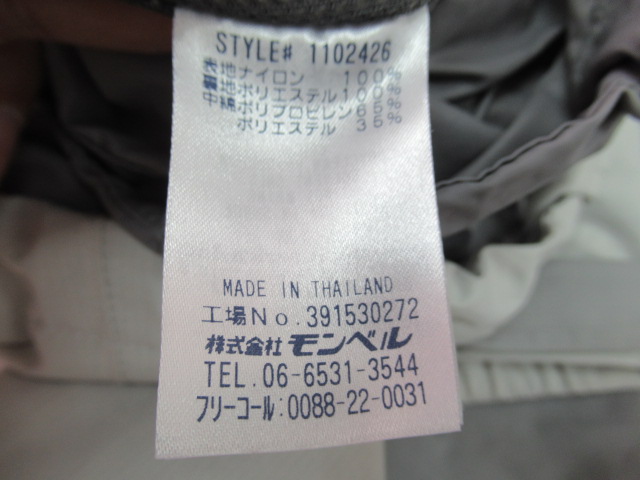 STYLE# 1102426
表地ナイロン 100%
裏地ポリエステル100%
中綿ポリプロピレン65%
ポリエステル 35%
MADE IN THAILAND
工場No.391530272
株式会社 モンベル
TEL.06-6531-3544
フリーコール:0088-22-0031